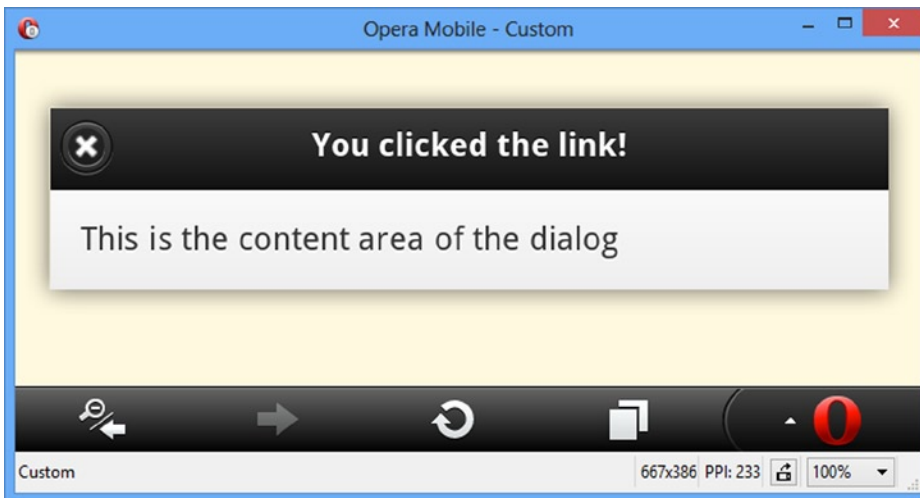 Opera Mobile - Custom
You clicked the link!
This is the content area of the dialog
Custom 667x386 PPI: 233 100%